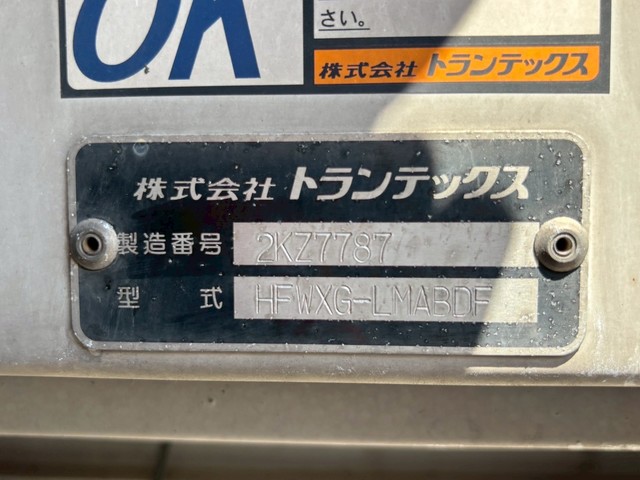 OK
さい。
株式会社 トランテックス
株式会社 トランテックス
製造番号 2KZ7787
型 式 HFWXG-LMABDF